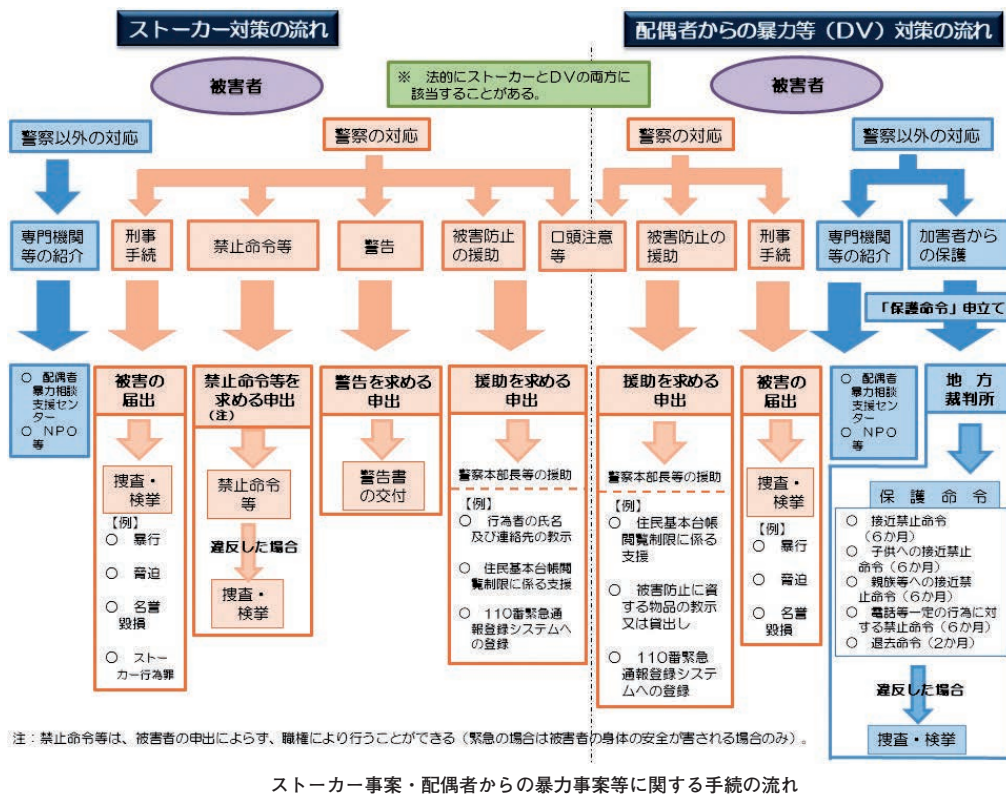 ストーカー対策の流れ
配偶者からの暴力等（DV）対策の流れ
被害者
※　法的にストーカーとDVの両方に
該当することがある。
被害者
警察以外の対応
警察の対応
警察の対応
警察以外の対応
専門機関
等の紹介
刑事
手続
禁止命令等
警告
被害防止
の援助
口頭注意
等
被害防止の
援助
刑事
手続
専門機関
等の紹介
加害者から
の保護
「保護命令」申立て
○　配偶者
暴力相談
支援セン
ター
○　NPO
等
被害の
届出
捜査・
検挙
【例】
○　暴行
○　脅迫
○　名誉
毀損
○　ストー
カー行為罪
禁止命令等を
求める申出
（注）
禁止命令
等
違反した場合
捜査・
検挙
警告を求める
申出
警告書
の交付
援助を求める
申出
警察本部長等の援助
【例】
○　行為者の氏名
及び連絡先の教示
○　住民基本台帳閲
覧制限に係る支援
○　110番緊急通
報登録システムへ
の登録
援助を求める
申出
警察本部長等の援助
【例】
○　住民基本台帳
閲覧制限に係る
支援
○　被害防止に資
する物品の教示
又は貸出し
○　110番緊急
通報登録システ
ムへの登録
被害の
届出
捜査・
検挙
【例】
○　暴行
○　脅迫
○　名誉
毀損
○　配偶者
暴力相談
支援セン
ター
○　NPO
等
地方
裁判所
保護命令
○　接近禁止命令
（6か月）
○　子供への接近禁止
命令（6か月）
○　親族等への接近禁
止命令（6か月）
○　電話等一定の行為に対
する禁止命令（6か月）
○　退去命令（2か月）
違反した場合
捜査・検挙
注：禁止命令等は、被害者の申出によらず、職権により行うことができる（緊急の場合は被害者の身体の安全が害される場合のみ）。
ストーカー事案・配偶者からの暴力事案等に関する手続の流れ